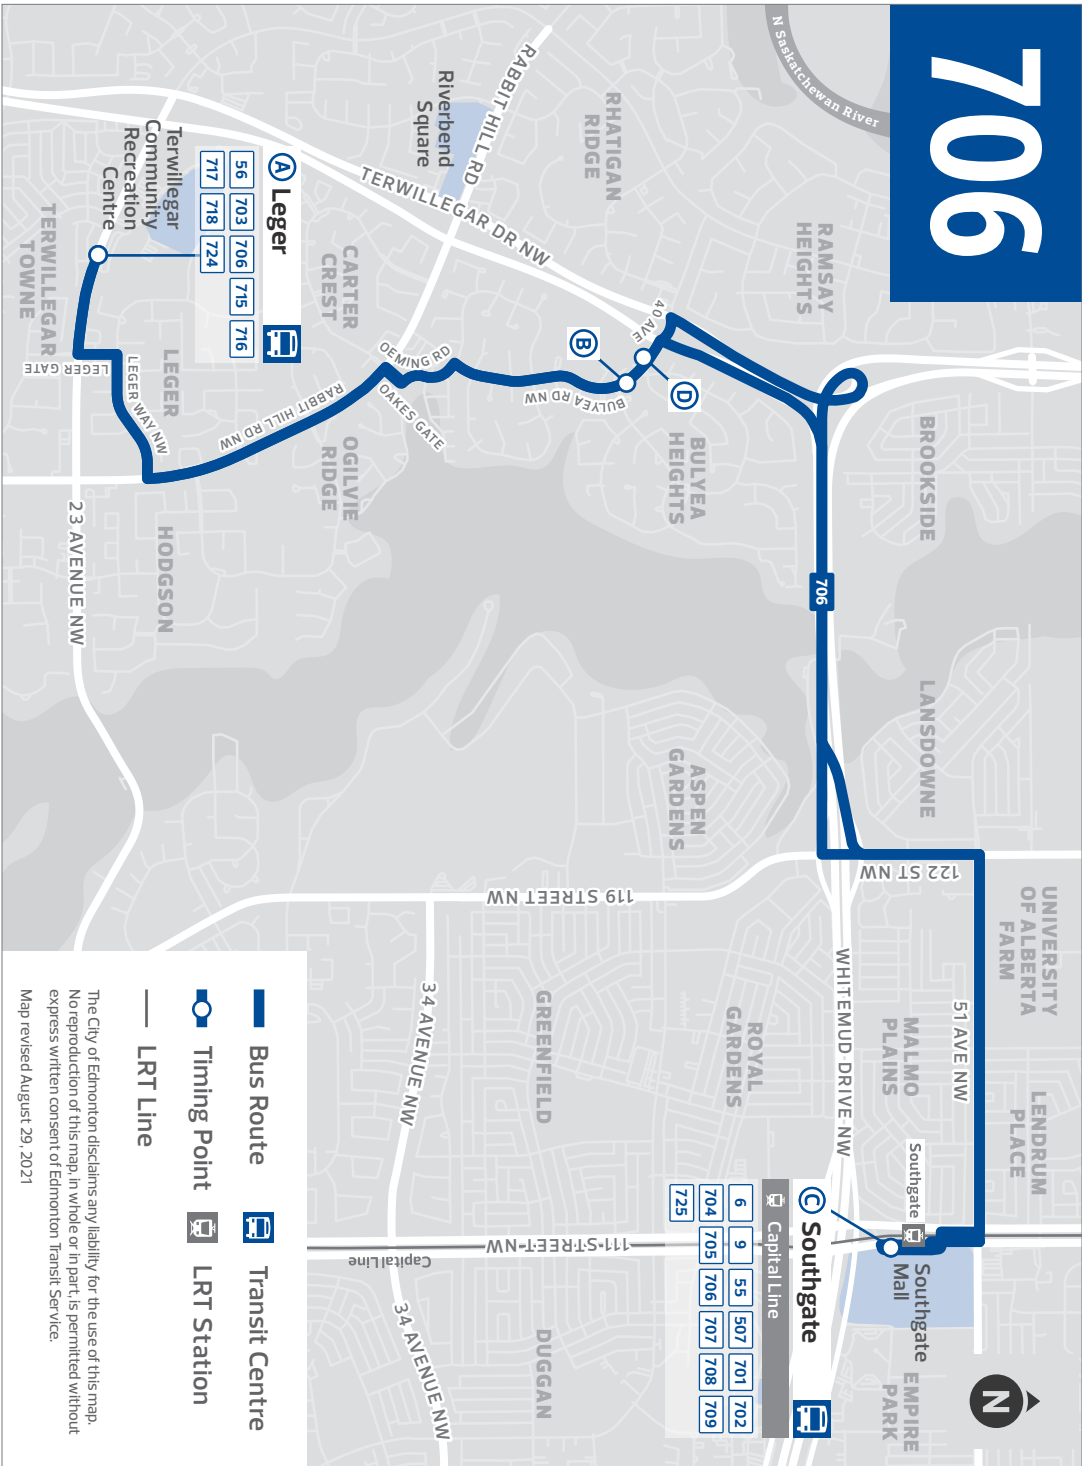 706
N Saskatchewan River
RABBIT HILL RD
Riverbend
Square
RHATIGAN
RIDGE
RAMSAY
HEIGHTS
TERWILLEGAR DR NW
Terwillegar
Community
Recreation
Centre
A Leger
56 703 706 715 716
717 718 724
TERWILLEGAR
TOWNE
CARTER
CREST
40 AVE
B
D
OEMING RD
OAKES GATE
BULYEA RD NW
BULYEA
HEIGHTS
BROOKSIDE
LEGER GATE
LEGER
LEGER WAY NW
RABBIT HILL RD NW
OGILVIE
RIDGE
23 AVENUE NW
HODGSON
706
LANSDOWNE
ASPEN
GARDENS
122 ST NW
119 STREET NW
UNIVERSITY
OF ALBERTA
FARM
WHITEMUD DRIVE NW
51 AVE NW
MALMO
PLAINS
LENDRUM
PLACE
ROYAL
GARDENS
GREENFIELD
34 AVENUE NW
Southgate
Southgate
Mall
C Southgate
Capital Line
6 9 55 507 701 702
704 705 706 707 708 709
725
111 STREET NW
Capital Line
34 AVENUE NW
DUGGAN
EMPIRE
PARK
N
Bus Route
Transit Centre
Timing Point
LRT Station
LRT Line
The City of Edmonton disclaims any liability for the use of this map.
No reproduction of this map, in whole or in part, is permitted without
express written consent of Edmonton Transit Service.
Map revised August 29, 2021